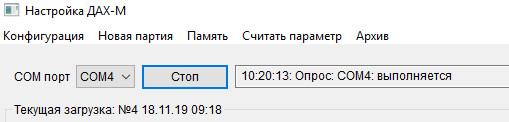 Настройка ДАХ-М
Конфигурация Новая партия Память Считать параметр Архив
COM порт COM4 Стоп 10:20:13: Опрос: COM4: выполняется
Текущая загрузка: №4 18.11.19 09:18